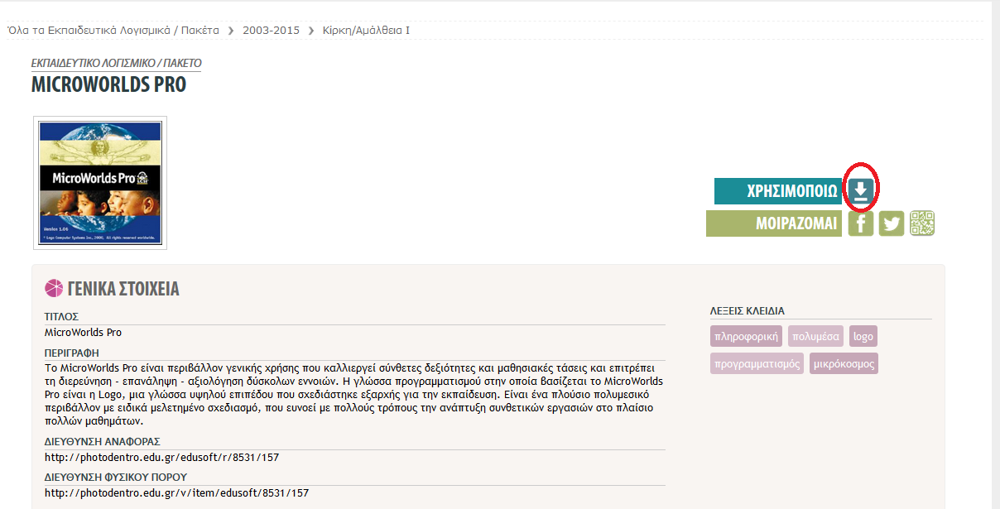 Όλα τα Εκπαιδευτικά Λογισμικά / Πακέτα › 2003-2015 › Κίρκη/Αμάλθεια Ι
ΕΚΠΑΙΔΕΥΤΙΚΟ ΛΟΓΙΣΜΙΚΟ / ΠΑΚΕΤΟ
MICROWORLDS PRO
MicroWorlds Pro
Version 1.06
© Logo Computer Systems Inc., 2000, All rights reserved worldwide.
ΧΡΗΣΙΜΟΠΟΙΩ
ΜΟΙΡΑΖΟΜΑΙ
ΓΕΝΙΚΑ ΣΤΟΙΧΕΙΑ
ΤΙΤΛΟΣ
MicroWorlds Pro
ΠΕΡΙΓΡΑΦΗ
Το MicroWorlds Pro είναι περιβάλλον γενικής χρήσης που καλλιεργεί σύνθετες δεξιότητες και μαθησιακές τάσεις και επιτρέπει
τη διερεύνηση - επανάληψη - αξιολόγηση δύσκολων εννοιών. Η γλώσσα προγραμματισμού στην οποία βασίζεται το MicroWorlds
Pro είναι η Logo, μια γλώσσα υψηλού επιπέδου που σχεδιάστηκε εξαρχής για την εκπαίδευση. Είναι ένα πλούσιο πολυμεσικό
περιβάλλον με ειδικά μελετημένο σχεδιασμό, που ευνοεί με πολλούς τρόπους την ανάπτυξη συνθετικών εργασιών στο πλαίσιο
πολλών μαθημάτων.
ΔΙΕΥΘΥΝΣΗ ΑΝΑΦΟΡΑΣ
http://photodentro.edu.gr/edusoft/r/8531/157
ΔΙΕΥΘΥΝΣΗ ΦΥΣΙΚΟΥ ΠΟΡΟΥ
http://photodentro.edu.gr/v/item/edusoft/8531/157
ΛΕΞΕΙΣ ΚΛΕΙΔΙΑ
πληροφορική πολυμέσα logo
προγραμματισμός μικρόκοσμος